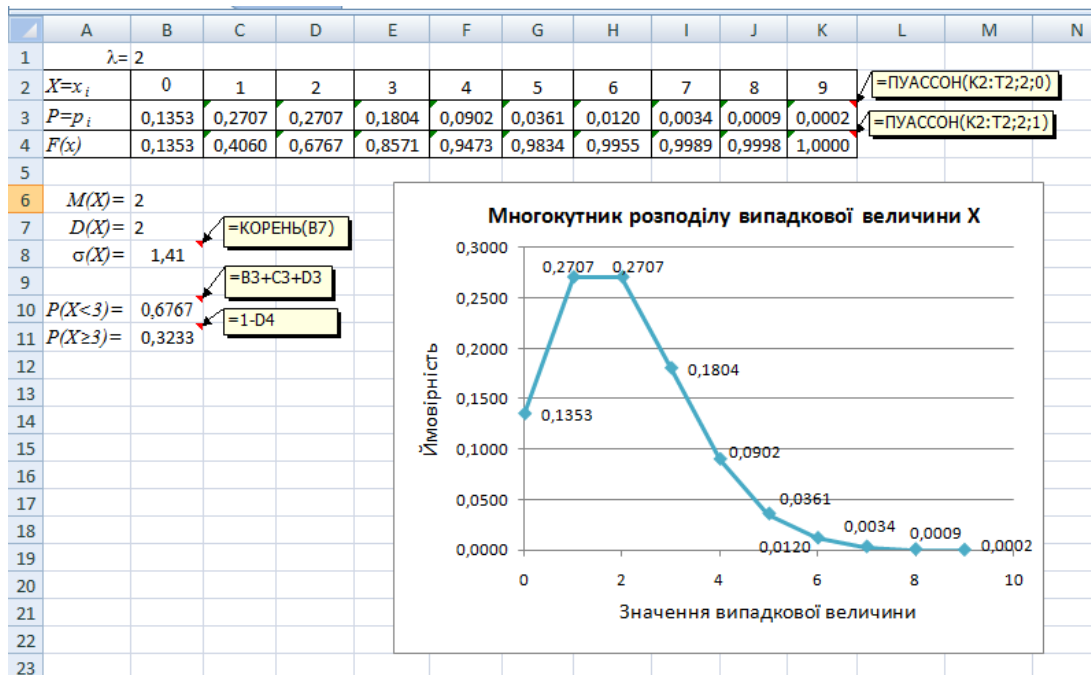 A B C D E F G H I J K L M N
1 λ= 2
2 X=x i 0 1 2 3 4 5 6 7 8 9 =ПУАССОН(K2:T2;2;0)
3 P=p i 0,1353 0,2707 0,2707 0,1804 0,0902 0,0361 0,0120 0,0034 0,0009 0,0002
=ПУАССОН(K2:T2;2;1)
4 F(x) 0,1353 0,4060 0,6767 0,8571 0,9473 0,9834 0,9955 0,9989 0,9998 1,0000
5
6 M(X)= 2
7 D(X)= 2 =КОРЕНЬ(B7)
8 σ(X)= 1,41
9 =B3+C3+D3
10 P(X<3)= 0,6767
11 P(X≥3)= 0,3233 =1-D4
12
13
14
15
16
17
18
19
20
21
22
23
Многокутник розподілу випадкової величини X
0,3000
0,2500
0,2000
0,1500
0,1000
0,0500
0,0000
Ймовірність
0,1353
0,2707 0,2707
0,1804
0,0902
0,0361
0,0120
0,0034
0,0009
0,0002
0 2 4 6 8 10
Значення випадкової величини